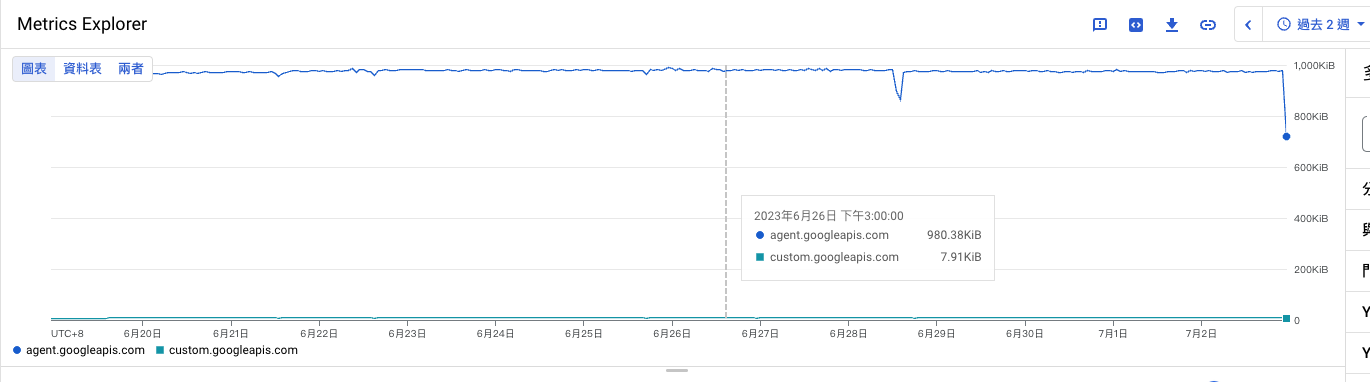 Metrics Explorer
過去 2 週
圖表 資料表 兩者
1,000KiB
800KiB
600KiB
400KiB
200KiB
0
2023年6月26日 下午3:00:00
agent.googleapis.com 980.38KiB
custom.googleapis.com 7.91KiB
UTC+8 6月20日 6月21日 6月22日 6月23日 6月24日 6月25日 6月26日 6月27日 6月28日 6月29日 6月30日 7月1日 7月2日
agent.googleapis.com custom.googleapis.com
Y
Y